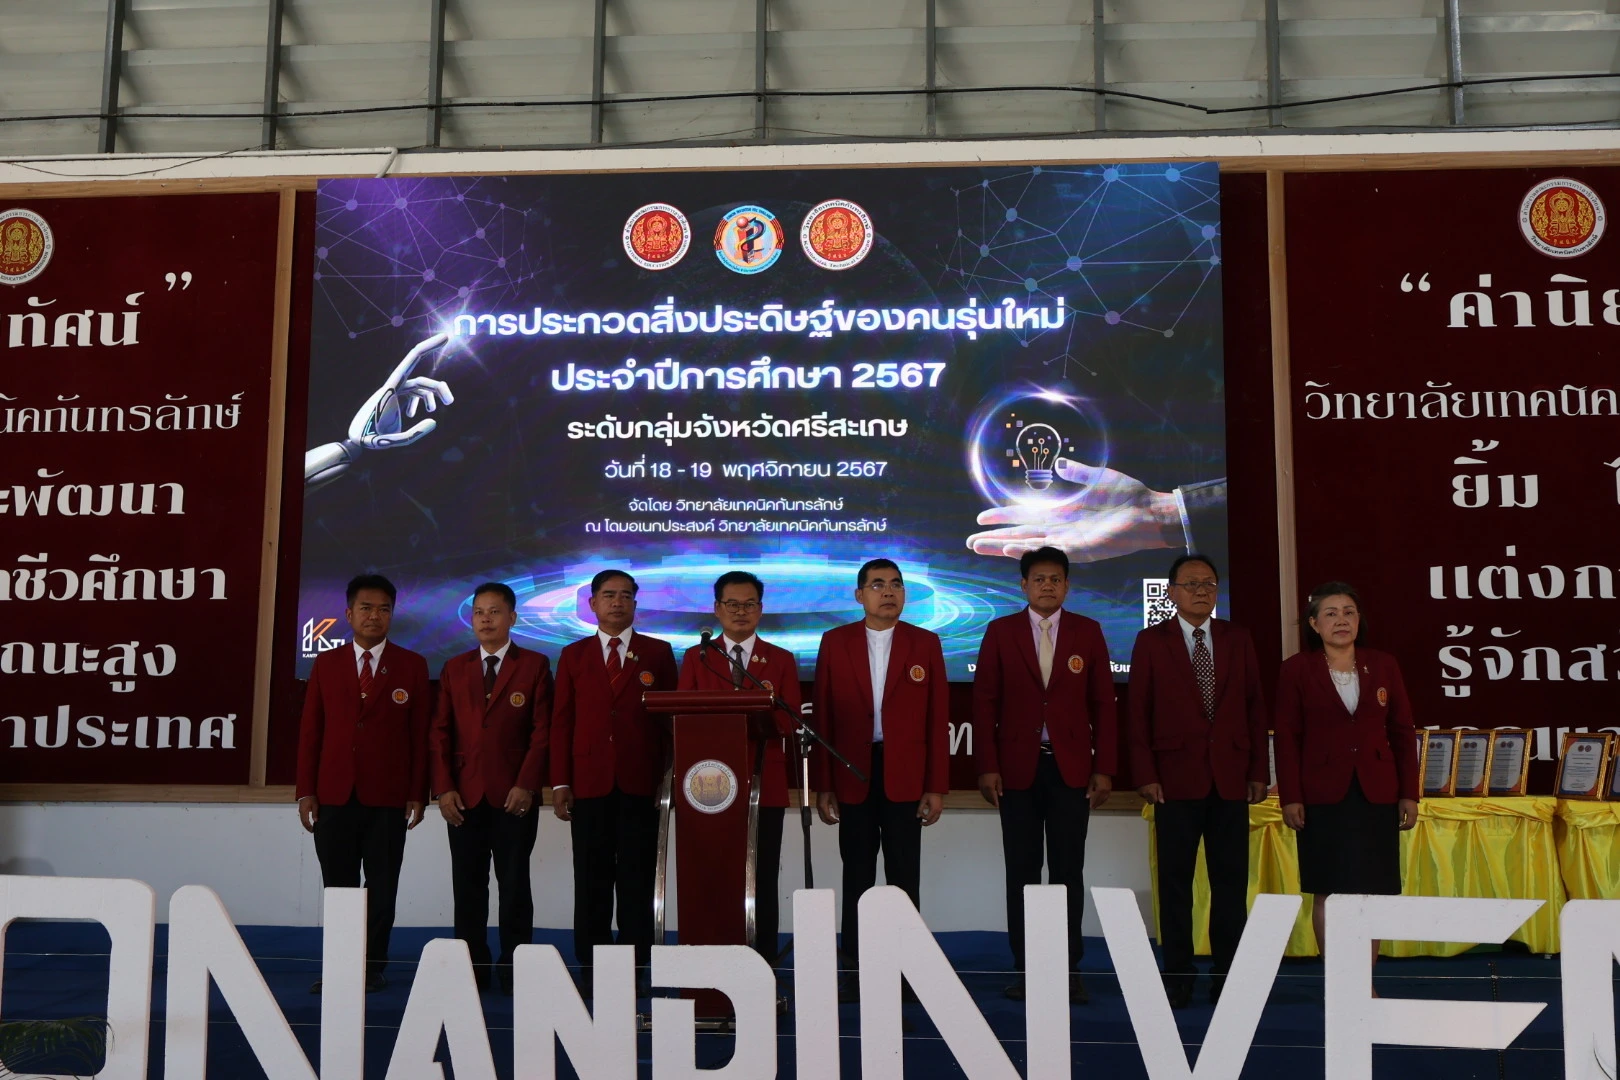 ทัศน์ ”
นิคกันทรลักษ์
ะพัฒนา
ชีวศึกษา
ถนะสูง
าประเทศ
การประกวดสิ่งประดิษฐ์ของคนรุ่นใหม่
ประจำปีการศึกษา 2567
ระดับกลุ่มจังหวัดศรีสะเกษ
วันที่ 18 - 19 พฤศจิกายน 2567
จัดโดย วิทยาลัยเทคนิคกันทรลักษ์
ณ โดมอเนกประสงค์ วิทยาลัยเทคนิคกันทรลักษ์
“ ค่านิย
วิทยาลัยเทคนิค
ยิ้ม
แต่งก
รู้จักส
ON AND INVE